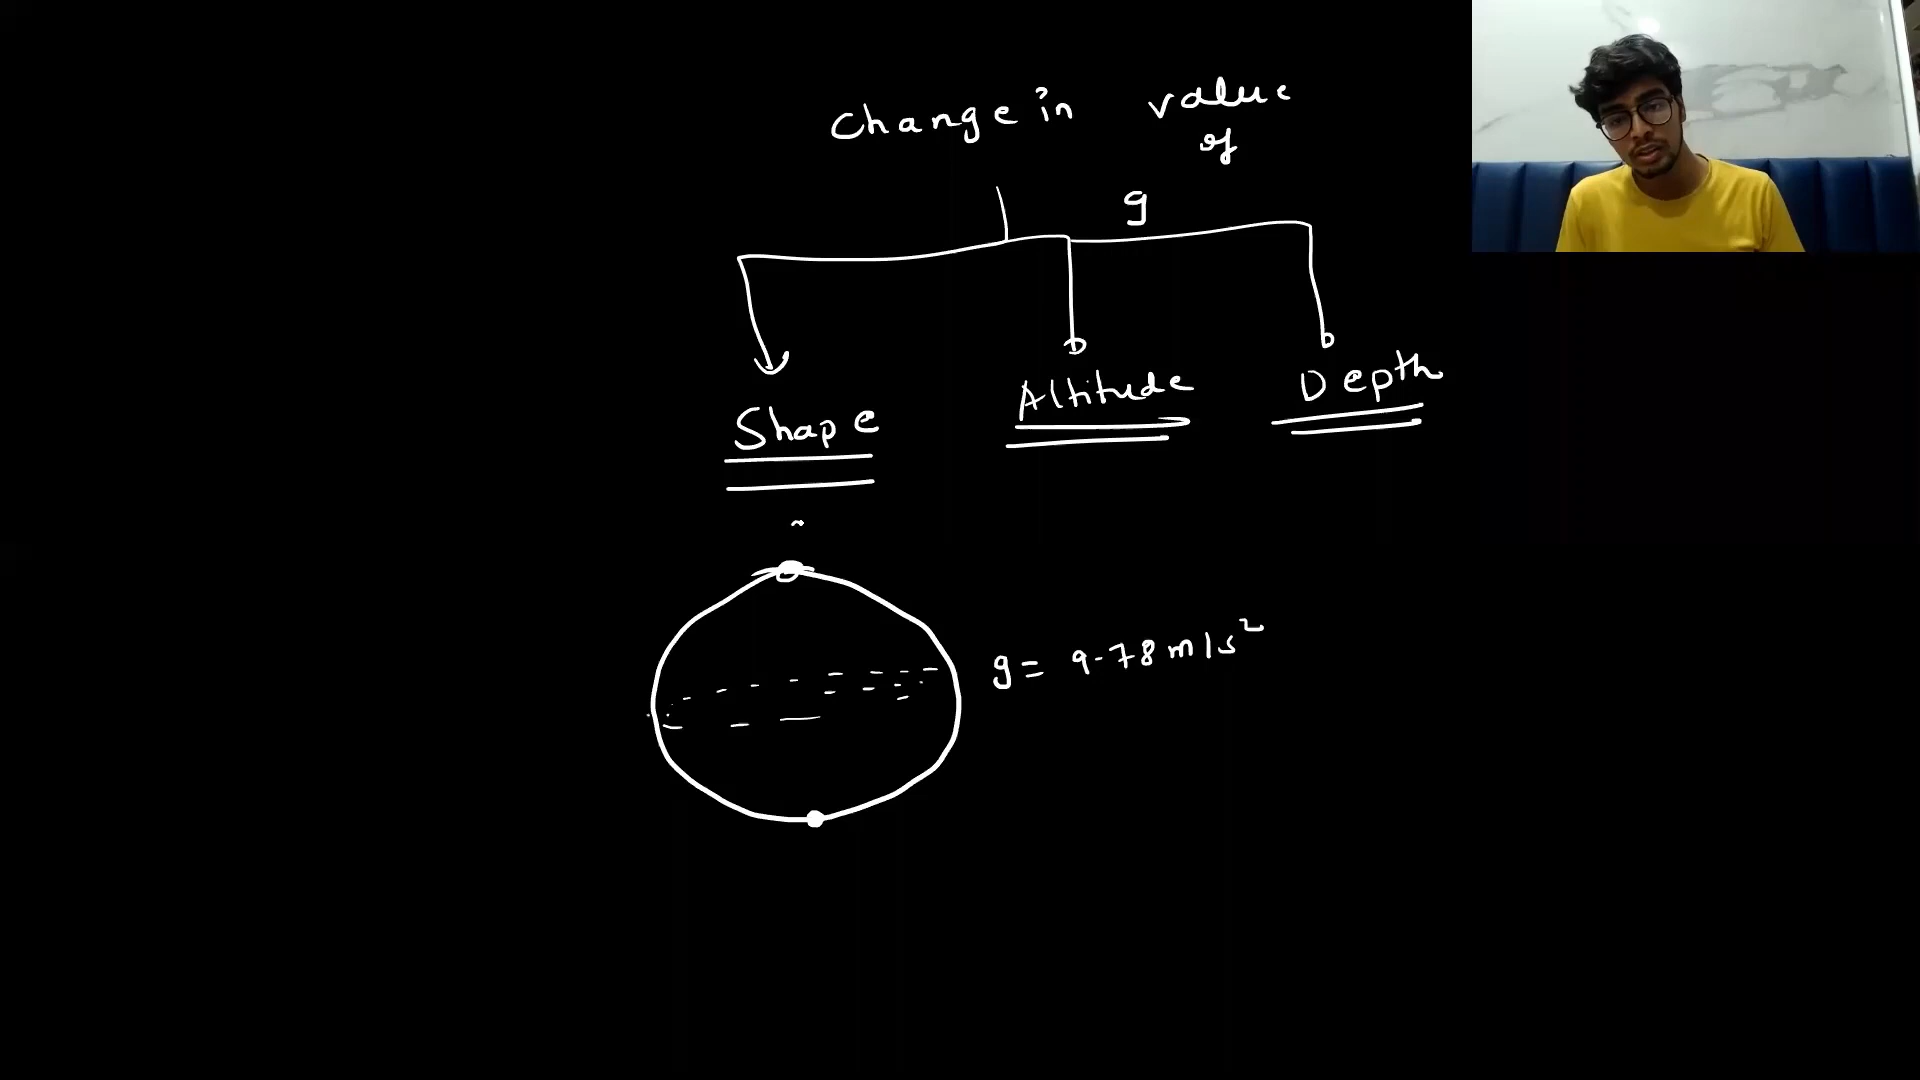 Change in value
of
g
Shape Altitude Depth
g = 9.78 m/s²